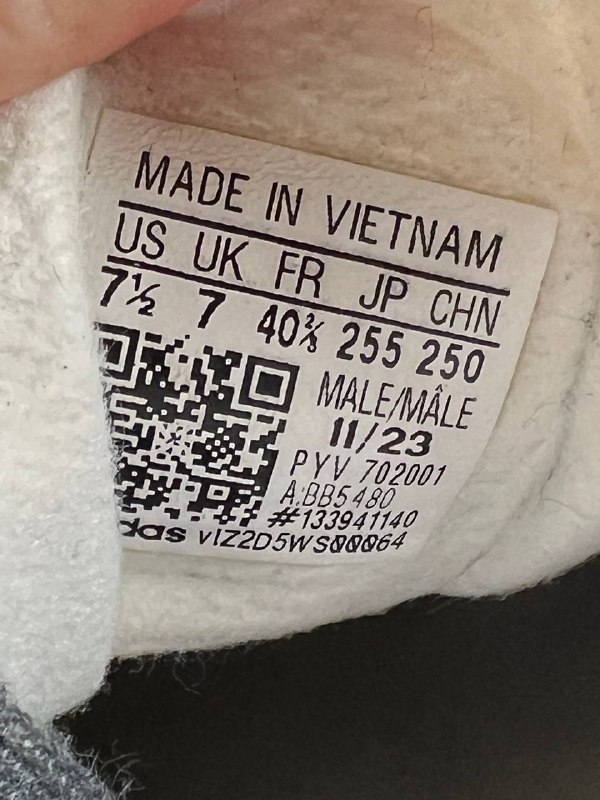 MADE IN VIETNAM
US UK FR JP CHN
7½ 7 40⅔ 255 250
MALE/MÂLE
11/23
PYV 702001
A:BB5480
#133941140
vIZ2D5WS00064